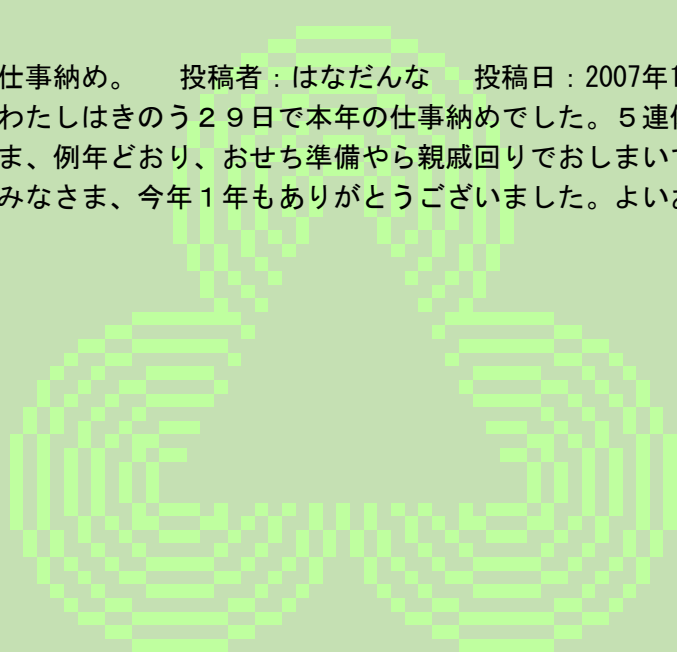 仕事納め。　　投稿者：はなだんな　　投稿日：2007年1
わたしはきのう２９日で本年の仕事納めでした。５連
ま、例年どおり、おせち準備やら親戚回りでおしまい
みなさま、今年１年もありがとうございました。よい